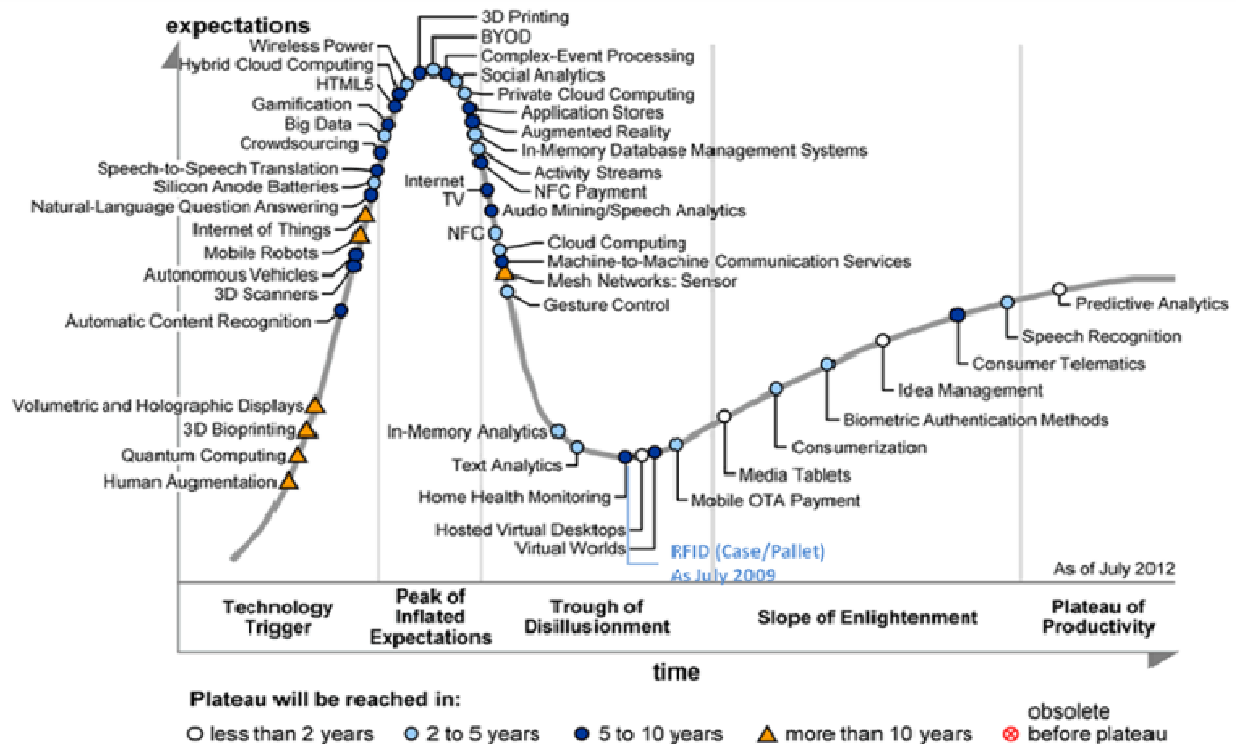 expectations
3D Printing
BYOD
Wireless Power
Complex-Event Processing
Hybrid Cloud Computing
Social Analytics
HTML5
Private Cloud Computing
Gamification
Application Stores
Big Data
Augmented Reality
Crowdsourcing
In-Memory Database Management Systems
Speech-to-Speech Translation
Activity Streams
Silicon Anode Batteries
Internet
TV
NFC Payment
Natural-Language Question Answering
Audio Mining/Speech Analytics
Internet of Things
NFC
Mobile Robots
Cloud Computing
Autonomous Vehicles
Machine-to-Machine Communication Services
3D Scanners
Mesh Networks: Sensor
Automatic Content Recognition
Gesture Control
Predictive Analytics
Speech Recognition
Consumer Telematics
Idea Management
Volumetric and Holographic Displays
Biometric Authentication Methods
3D Bioprinting
In-Memory Analytics
Consumerization
Quantum Computing
Text Analytics
Media Tablets
Human Augmentation
Home Health Monitoring
Mobile OTA Payment
Hosted Virtual Desktops
Virtual Worlds
RFID (Case/Pallet)
As July 2009
As of July 2012
Technology
Trigger
Peak of
Inflated
Expectations
Trough of
Disillusionment
Slope of Enlightenment
Plateau of
Productivity
time
Plateau will be reached in:
less than 2 years
2 to 5 years
5 to 10 years
more than 10 years
obsolete
before plateau